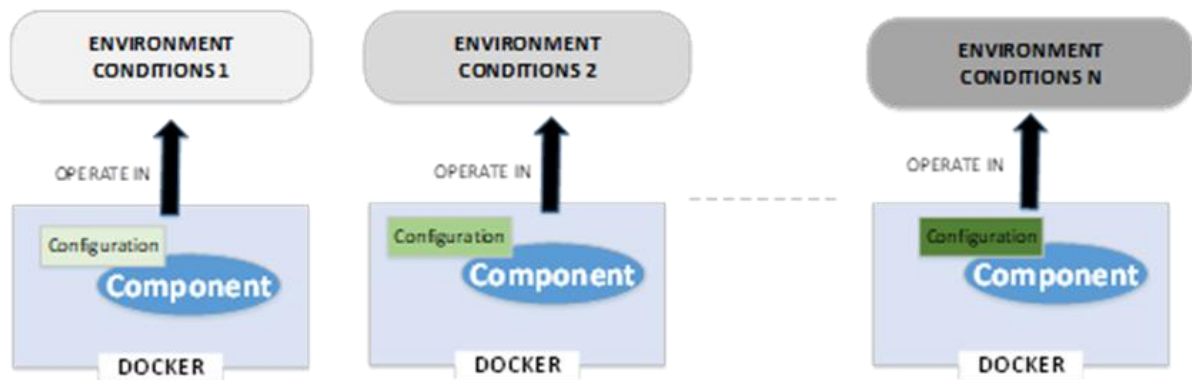 ENVIRONMENT
CONDITIONS 1
OPERATE IN
Configuration
Component
DOCKER
ENVIRONMENT
CONDITIONS 2
OPERATE IN
Configuration
Component
DOCKER
ENVIRONMENT
CONDITIONS N
OPERATE IN
Configuration
Component
DOCKER